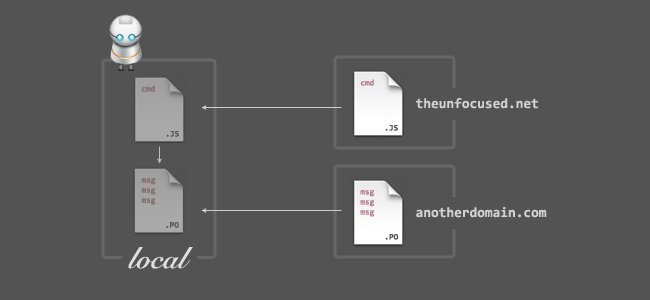 cmd
.JS
msg
msg
msg
.PO
local
cmd
.JS
theunfocused.net
msg
msg
msg
.PO
anotherdomain.com